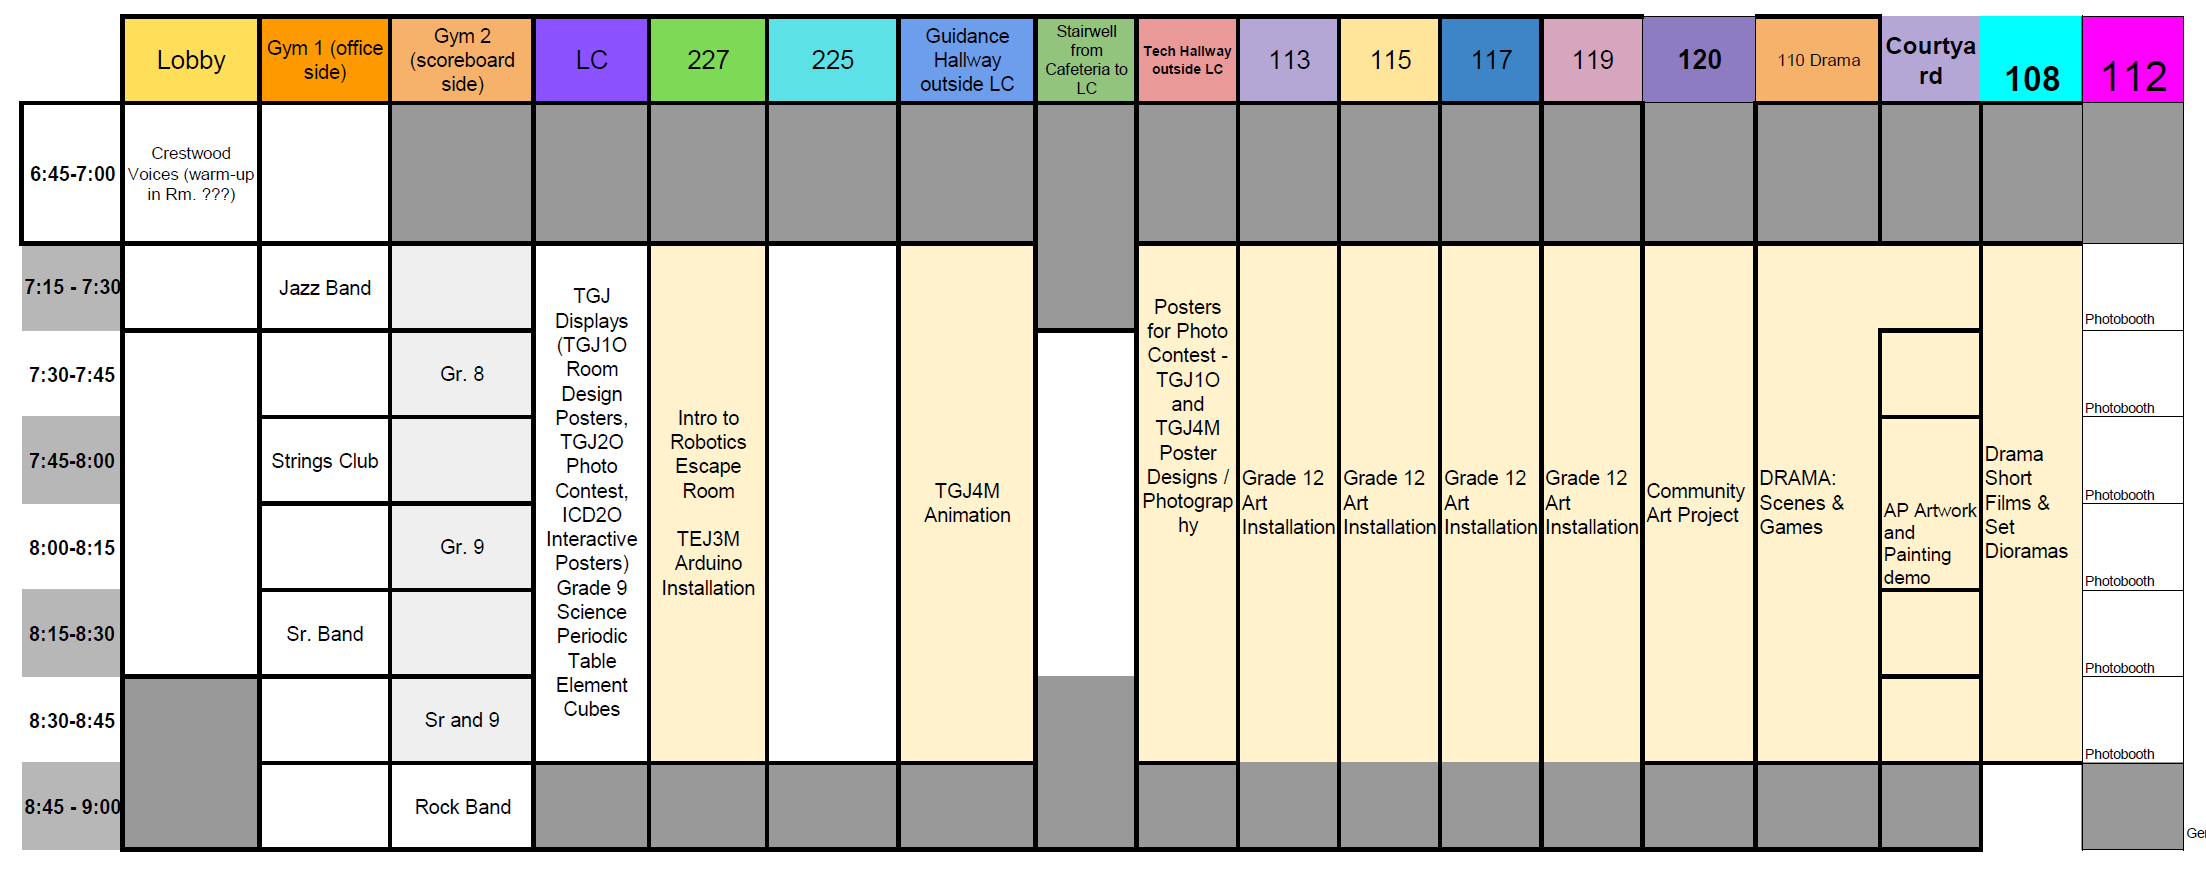 Lobby
Gym 1 (office
side)
Gym 2
(scoreboard
side)
LC
227
225
Guidance
Hallway
outside LC
Stairwell
from
Cafeteria to
LC
Tech Hallway
outside LC
113
115
117
119
120
110 Drama
Courtya
rd
108
112
6:45-7:00
Crestwood
Voices (warm-up
in Rm. ???)
7:15 - 7:30
Jazz Band
7:30-7:45
Gr. 8
7:45-8:00
Strings Club
8:00-8:15
Gr. 9
8:15-8:30
Sr. Band
8:30-8:45
Sr and 9
8:45 - 9:00
Rock Band
TGJ
Displays
(TGJ1O
Room
Design
Posters,
TGJ2O
Photo
Contest,
ICD2O
Interactive
Posters)
Grade 9
Science
Periodic
Table
Element
Cubes
Intro to
Robotics
Escape
Room
TEJ3M
Arduino
Installation
TGJ4M
Animation
Posters
for Photo
Contest -
TGJ1O
and
TGJ4M
Poster
Designs /
Photograp
hy
Grade 12
Art
Installation
Grade 12
Art
Installation
Grade 12
Art
Installation
Grade 12
Art
Installation
Community
Art Project
DRAMA:
Scenes &
Games
AP Artwork
and
Painting
demo
Drama
Short
Films &
Set
Dioramas
Photobooth
Photobooth
Photobooth
Photobooth
Photobooth
Photobooth